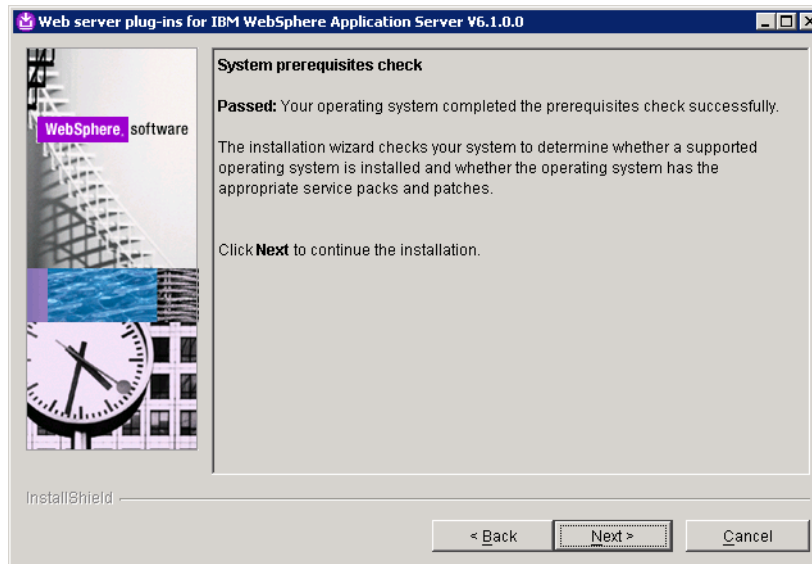 Web server plug-ins for IBM WebSphere Application Server V6.1.0.0
WebSphere. software
System prerequisites check
Passed: Your operating system completed the prerequisites check successfully.
The installation wizard checks your system to determine whether a supported
operating system is installed and whether the operating system has the
appropriate service packs and patches.
Click Next to continue the installation.
InstallShield
< Back
Next >
Cancel